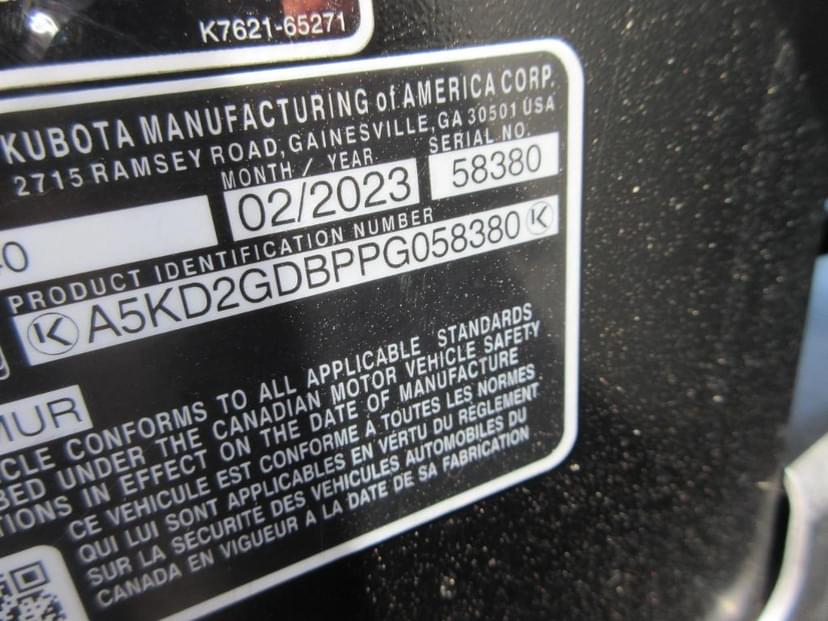 K7621-65271
KUBOTA MANUFACTURING of AMERICA CORP.
2715 RAMSEY ROAD, GAINESVILLE, GA 30501 USA
MONTH / YEAR SERIAL NO.
02/2023 58380
PRODUCT IDENTIFICATION NUMBER
A5KD2GDBPPG058380
CONFORMS TO ALL APPLICABLE STANDARDS
UNDER THE CANADIAN MOTOR VEHICLE SAFETY
IN EFFECT ON THE DATE OF MANUFACTURE
CE VEHICULE EST CONFORME A TOUTES LES NORMES
QUI LUI SONT APPLICABLES EN VERTU DU RÈGLEMENT
SUR LA SECURITE DES VEHICULES AUTOMOBILES DU
CANADA EN VIGUEUR A LA DATE DE SA FABRICATION